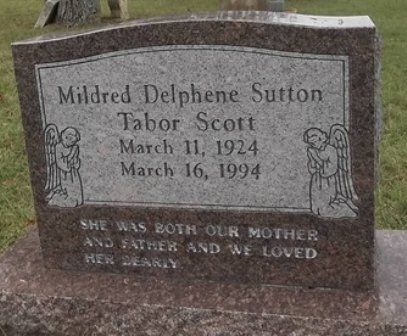 Mildred Delphene Sutton
Tabor Scott
March 11, 1924
March 16, 1994
SHE WAS BOTH OUR MOTHER
AND FATHER AND WE LOVED
HER DEARLY